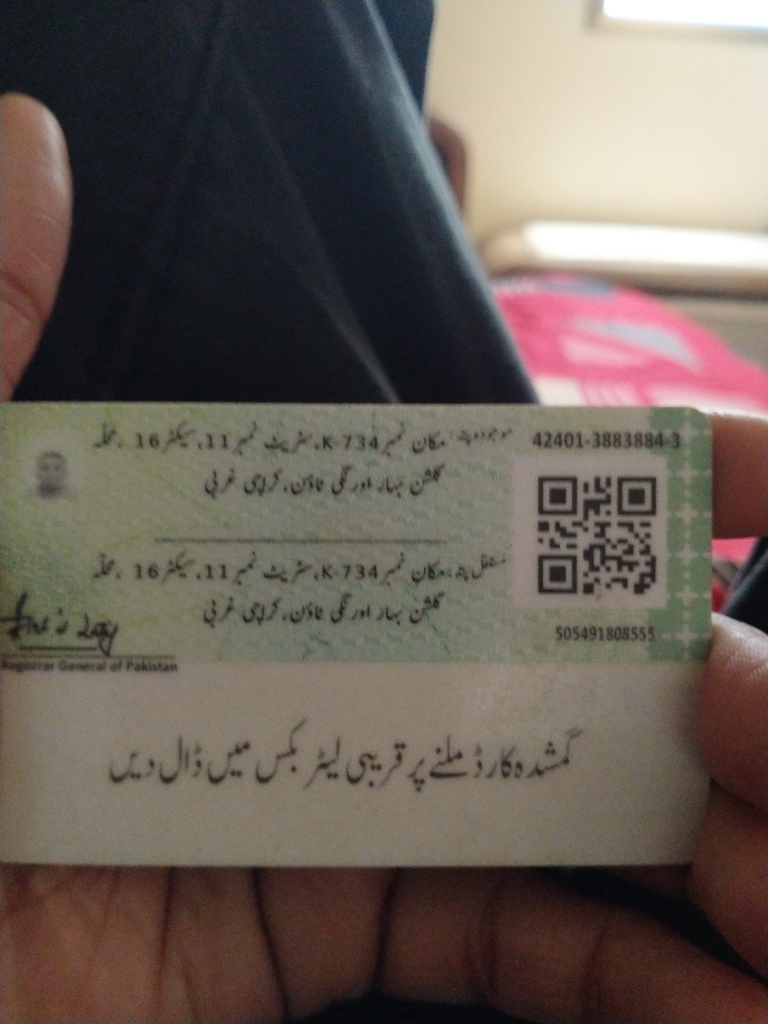 موجودہ پتہ: مکان نمبر K-734، سٹریٹ نمبر 11، سیکٹر 16، محلہ
گلشن بہار اورنگی ٹاؤن، کراچی غربی
42401-3883884-3
مستقل پتہ: مکان نمبر K-734، سٹریٹ نمبر 11، سیکٹر 16، محلہ
گلشن بہار اورنگی ٹاؤن، کراچی غربی
505491808555
Registrar General of Pakistan
گمشدہ کارڈ ملنے پر قریبی لیٹر بکس میں ڈال دیں